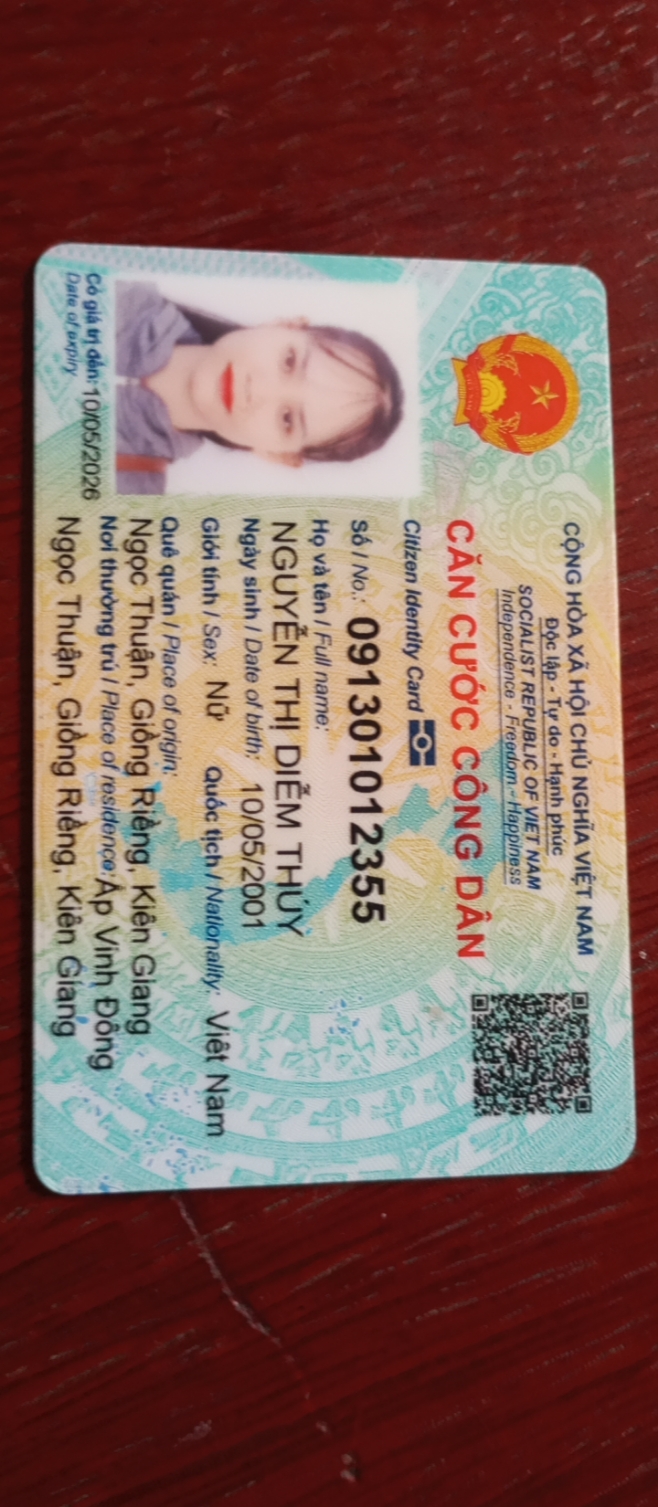 CỘNG HÒA XÃ HỘI CHỦ NGHĨA VIỆT NAM
Độc lập - Tự do - Hạnh phúc
SOCIALIST REPUBLIC OF VIET NAM
Independence - Freedom - Happiness
CĂN CƯỚC CÔNG DÂN
Citizen Identity Card
Số / No.: 091301012355
Họ và tên / Full name:
NGUYỄN THỊ DIỄM THÚY
Ngày sinh / Date of birth: 10/05/2001
Giới tính / Sex: Nữ Quốc tịch / Nationality: Việt Nam
Quê quán / Place of origin:
Ngọc Thuận, Giồng Riềng, Kiên Giang
Nơi thường trú / Place of residence: Ấp Vinh Đông
Ngọc Thuận, Giồng Riềng, Kiên Giang
Có giá trị đến: 10/05/2026
Date of expiry